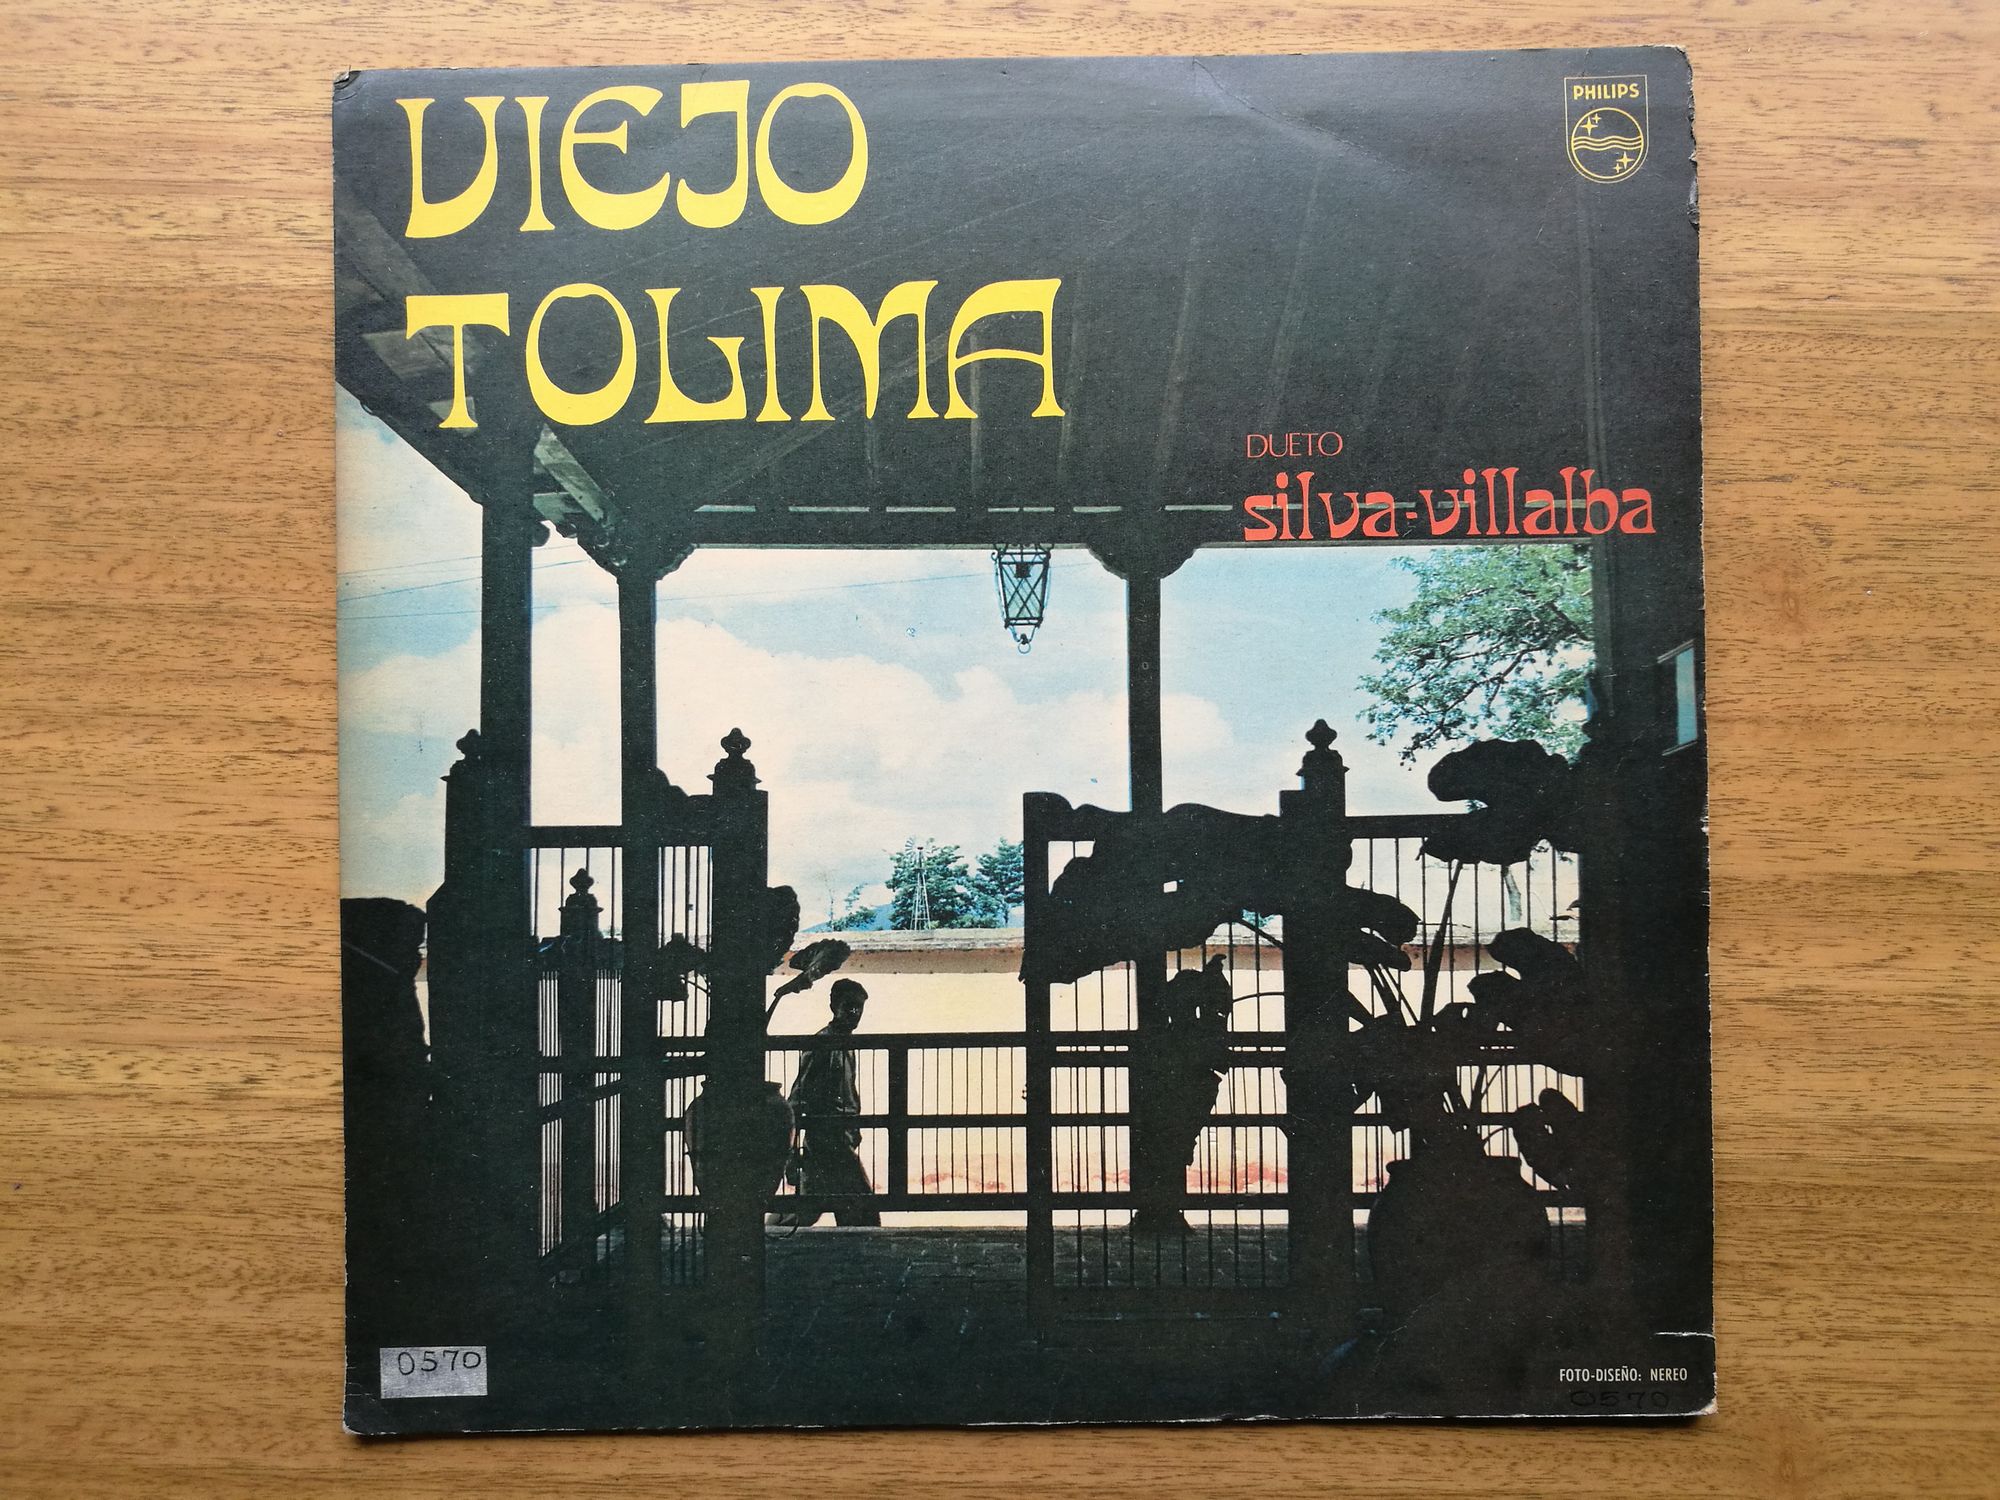 VIEJO
TOLIMA
PHILIPS
DUETO
silva-villalba
0570
FOTO-DISEÑO: NEREO
0570